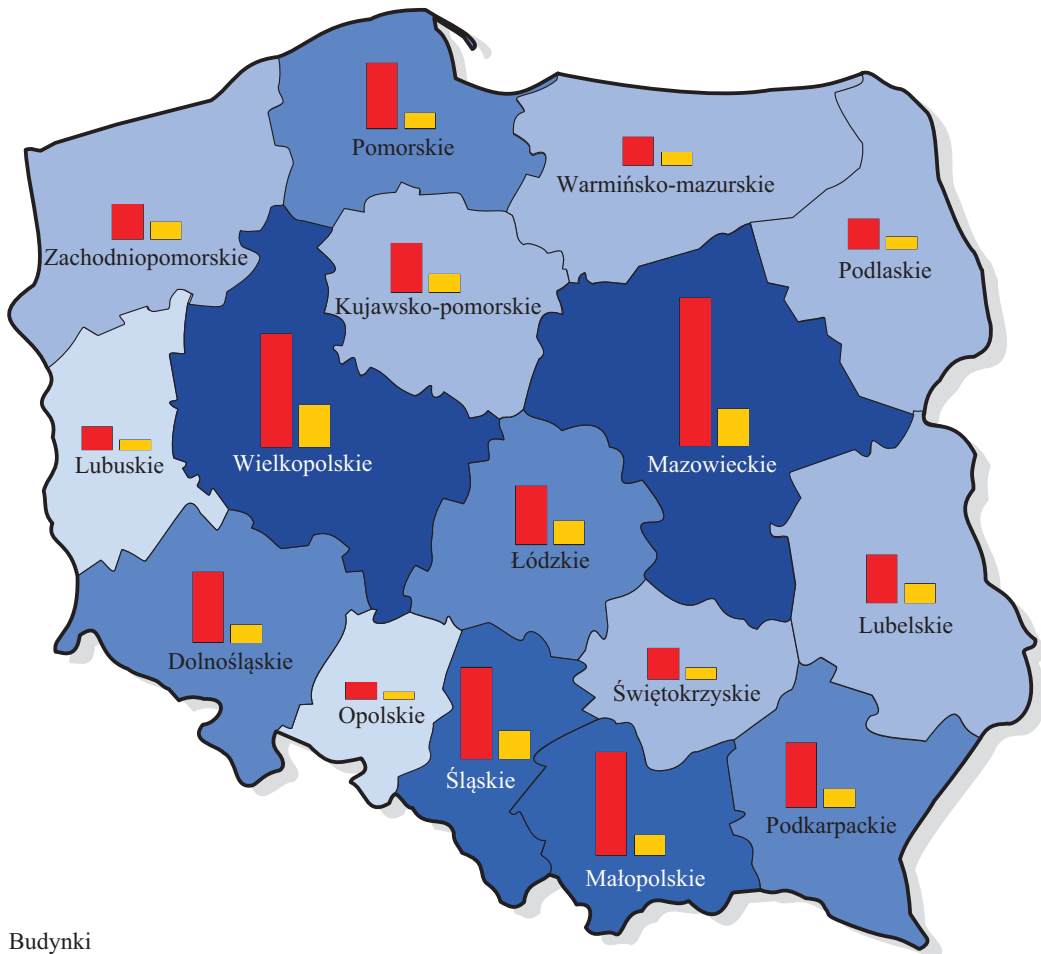 Pomorskie
Warmińsko-mazurskie
Zachodniopomorskie
Podlaskie
Kujawsko-pomorskie
Lubuskie
Wielkopolskie
Mazowieckie
Łódzkie
Lubelskie
Dolnośląskie
Świętokrzyskie
Opolskie
Śląskie
Podkarpackie
Małopolskie
Budynki